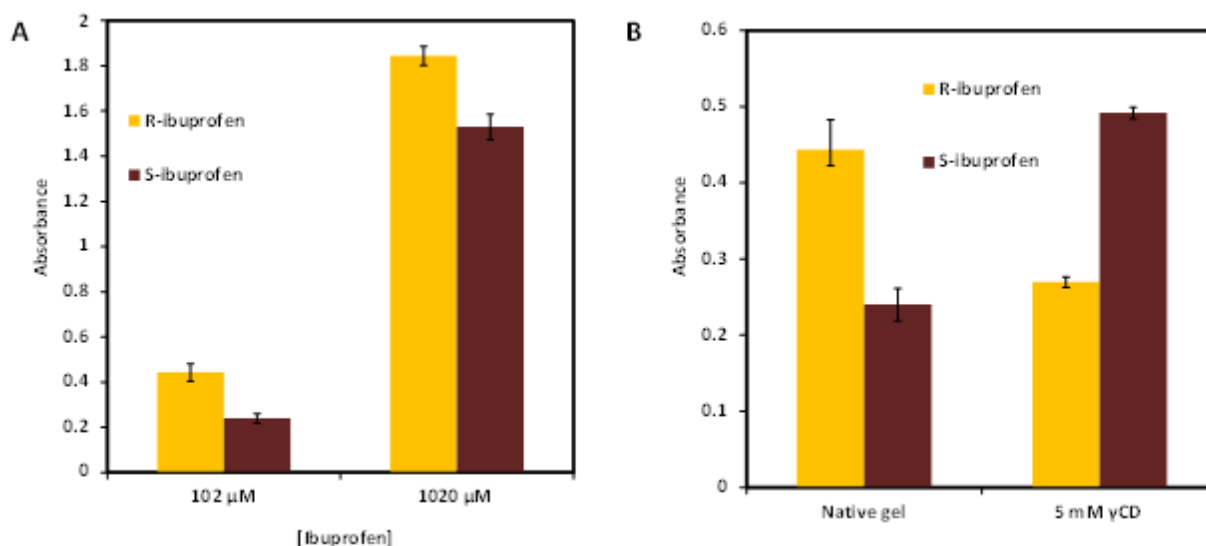 A
2
1.8
1.6
1.4
1.2
1
0.8
0.6
0.4
0.2
0
Absorbance
R-ibuprofen
S-ibuprofen
102 µM
1020 µM
[Ibuprofen]
B
0.6
0.5
0.4
0.3
0.2
0.1
0
Absorbance
R-ibuprofen
S-ibuprofen
Native gel
5 mM γCD